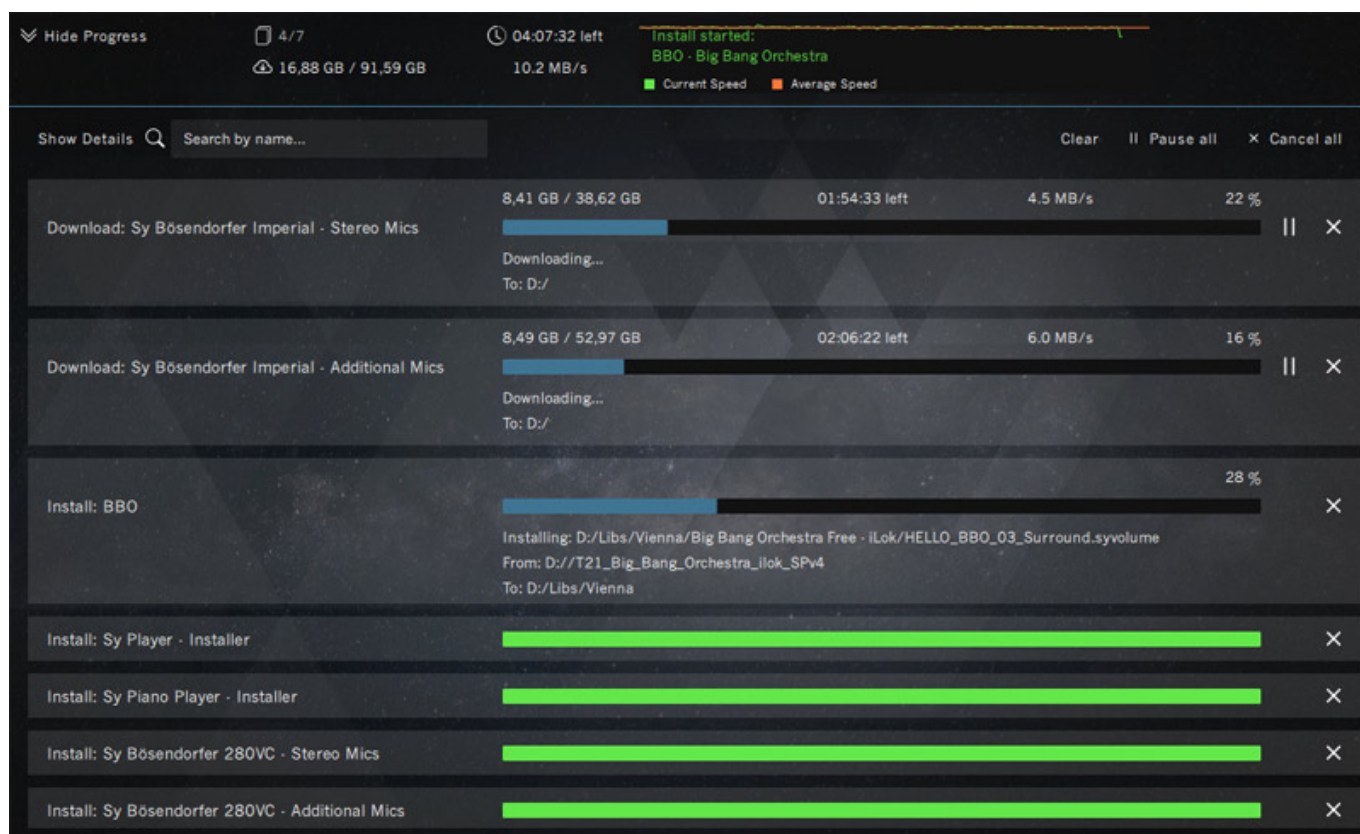 Hide Progress
4/7
04:07:32 left
Install started:
BBO - Big Bang Orchestra
16,88 GB / 91,59 GB
10.2 MB/s
Current Speed
Average Speed
Show Details
Search by name...
Clear
Pause all
Cancel all
8,41 GB / 38,62 GB
01:54:33 left
4.5 MB/s
22 %
Download: Sy Bösendorfer Imperial - Stereo Mics
Downloading...
To: D:/
8,49 GB / 52,97 GB
02:06:22 left
6.0 MB/s
16 %
Download: Sy Bösendorfer Imperial - Additional Mics
Downloading...
To: D:/
28 %
Install: BBO
Installing: D:/Libs/Vienna/Big Bang Orchestra Free - iLok/HELLO_BBO_03_Surround.syvolume
From: D://T21_Big_Bang_Orchestra_ilok_SPv4
To: D:/Libs/Vienna
Install: Sy Player - Installer
Install: Sy Piano Player - Installer
Install: Sy Bösendorfer 280VC - Stereo Mics
Install: Sy Bösendorfer 280VC - Additional Mics